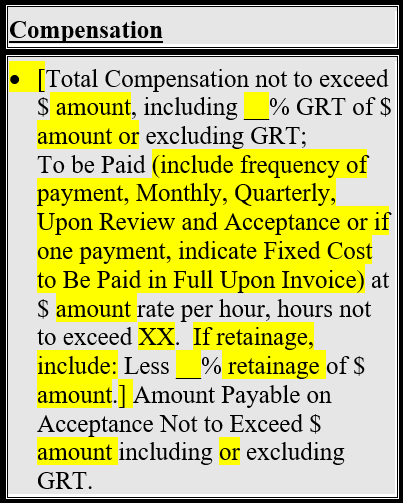 Compensation
• [Total Compensation not to exceed
$ amount, including __% GRT of $
amount or excluding GRT;
To be Paid (include frequency of
payment, Monthly, Quarterly,
Upon Review and Acceptance or if
one payment, indicate Fixed Cost
to Be Paid in Full Upon Invoice) at
$ amount rate per hour, hours not
to exceed XX.  If retainage,
include: Less __% retainage of $
amount.] Amount Payable on
Acceptance Not to Exceed $
amount including or excluding
GRT.